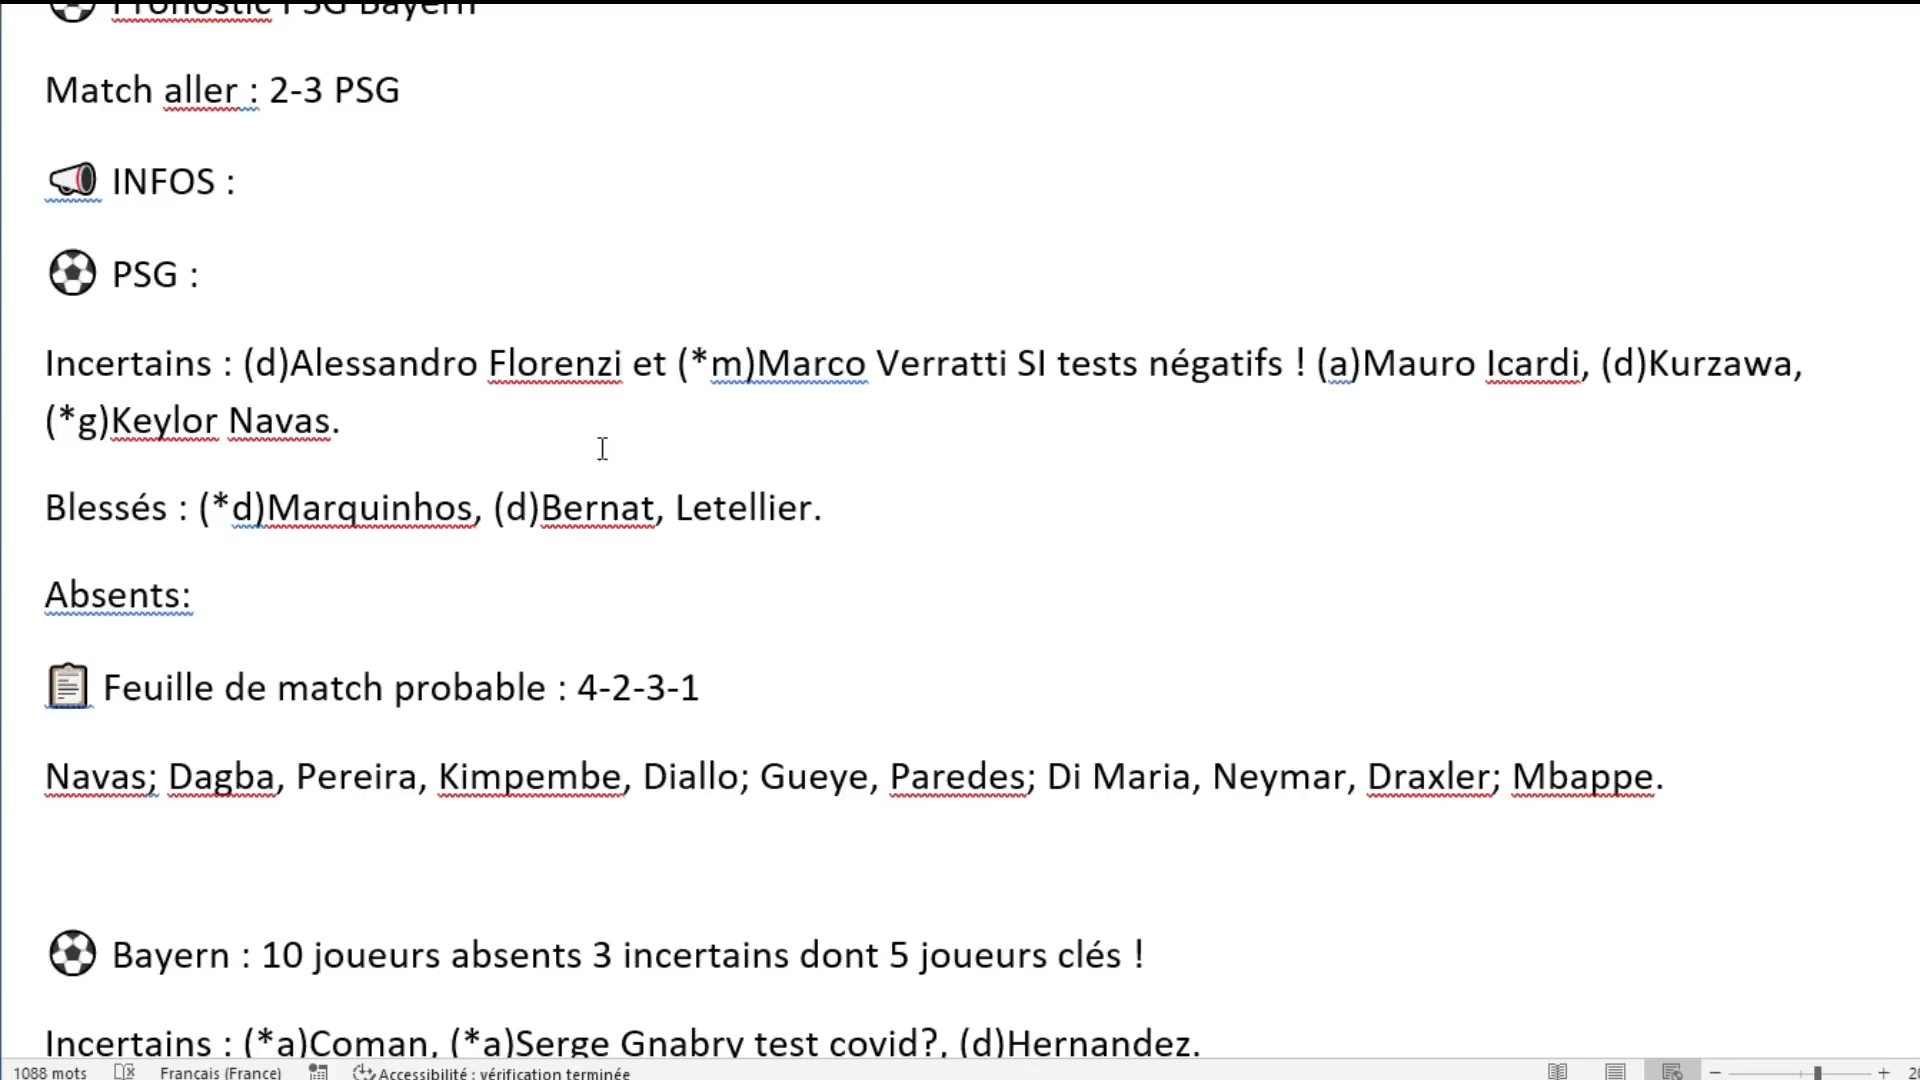 Pronostic PSG Bayern
Match aller : 2-3 PSG
INFOS :
PSG :
Incertains : (d)Alessandro Florenzi et (*m)Marco Verratti SI tests négatifs ! (a)Mauro Icardi, (d)Kurzawa,
(*g)Keylor Navas.
Blessés : (*d)Marquinhos, (d)Bernat, Letellier.
Absents:
Feuille de match probable : 4-2-3-1
Navas; Dagba, Pereira, Kimpembe, Diallo; Gueye, Paredes; Di Maria, Neymar, Draxler; Mbappe.
Bayern : 10 joueurs absents 3 incertains dont 5 joueurs clés !
Incertains : (*a)Coman, (*a)Serge Gnabry test covid?, (d)Hernandez.
1088 mots Français (France) Accessibilité : vérification terminée